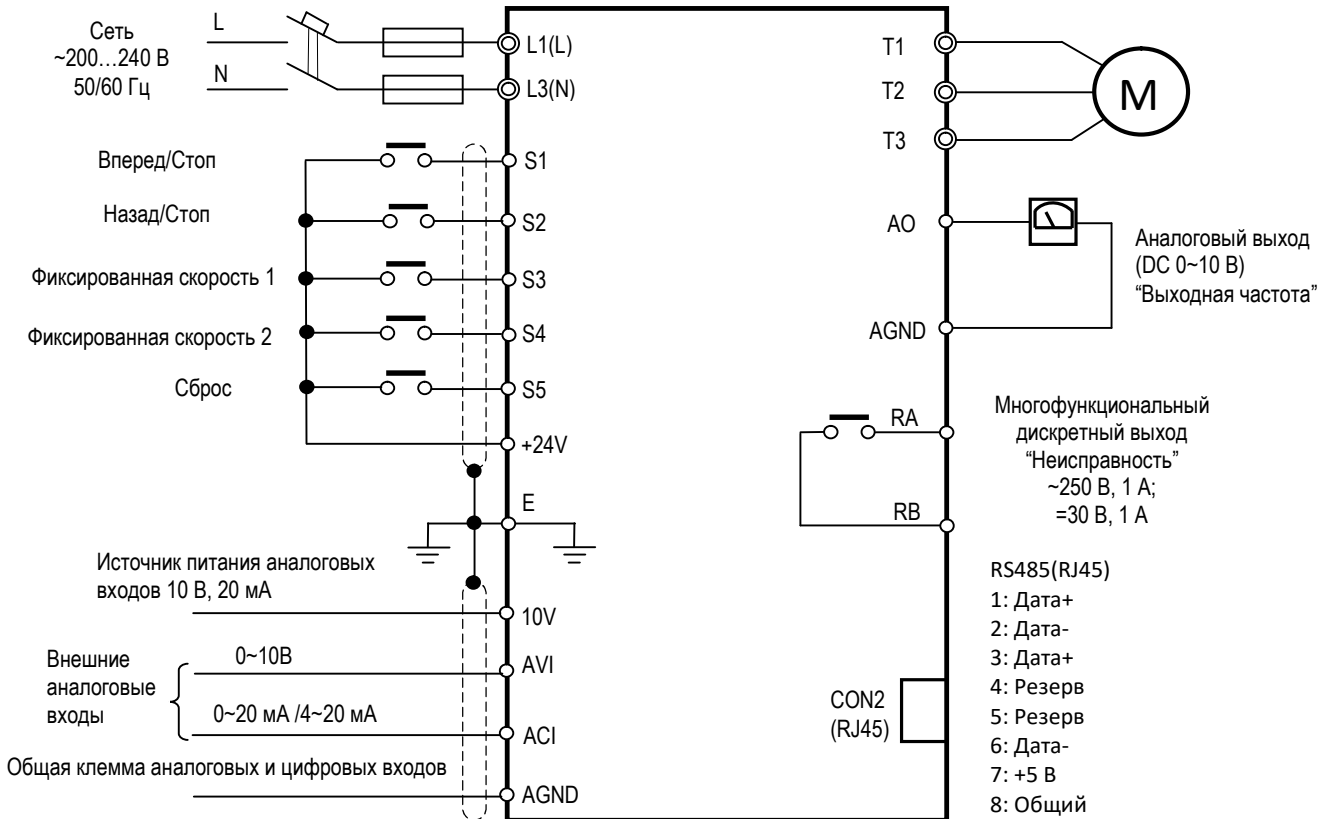 Сеть
~200…240 В
50/60 Гц
L
N
L1(L)
L3(N)
Вперед/Стоп
S1
Назад/Стоп
S2
Фиксированная скорость 1
S3
Фиксированная скорость 2
S4
Сброс
S5
+24V
E
Источник питания аналоговых
входов 10 В, 20 мА
10V
Внешние
аналоговые
входы
0~10В
AVI
0~20 мА /4~20 мА
ACI
Общая клемма аналоговых и цифровых входов
AGND
T1
T2
T3
M
AO
AGND
Аналоговый выход
(DC 0~10 В)
“Выходная частота”
RA
RB
Многофункциональный
дискретный выход
“Неисправность”
~250 В, 1 А;
=30 В, 1 А
CON2
(RJ45)
RS485(RJ45)
1: Дата+
2: Дата-
3: Дата+
4: Резерв
5: Резерв
6: Дата-
7: +5 В
8: Общий